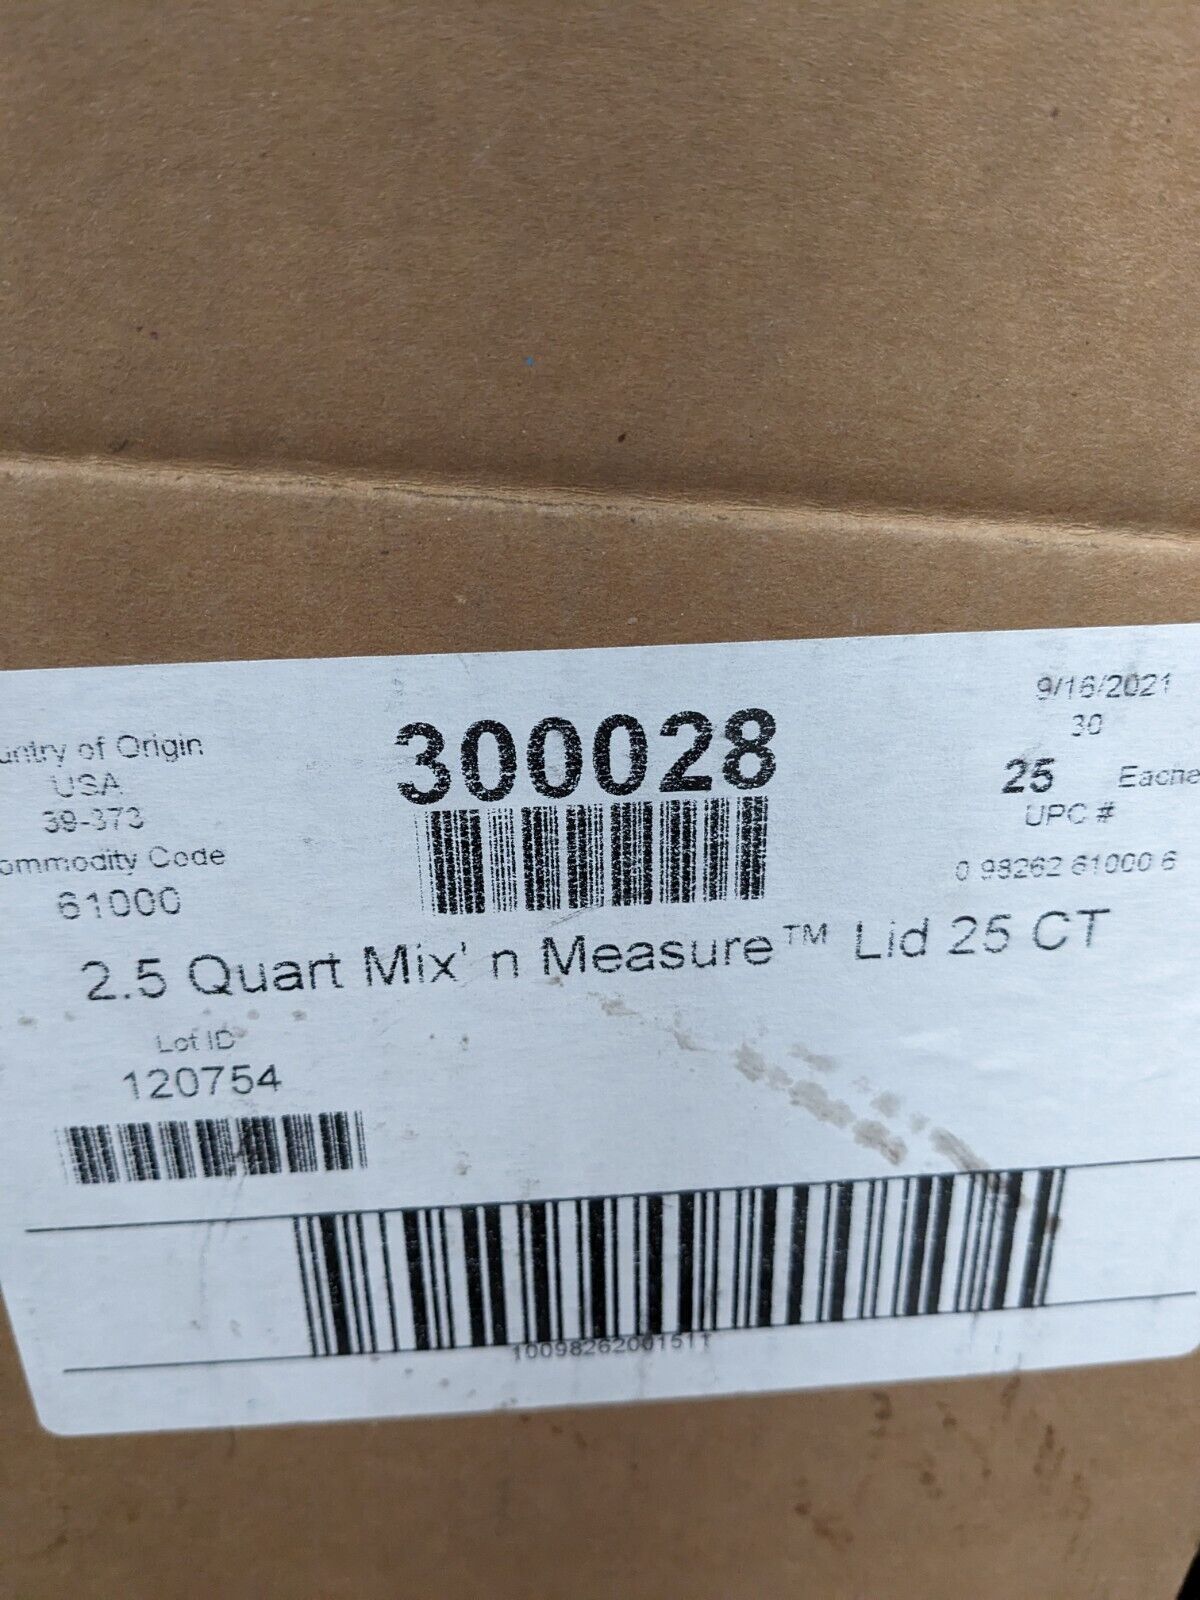 untry of Origin
USA
39-373
ommodity Code
61000
300028
9/16/2021
30
25 Eache
UPC #
0 98262 61000 6
2.5 Quart Mix' n Measure™ Lid 25 CT
Lot ID
120754
10098262001511